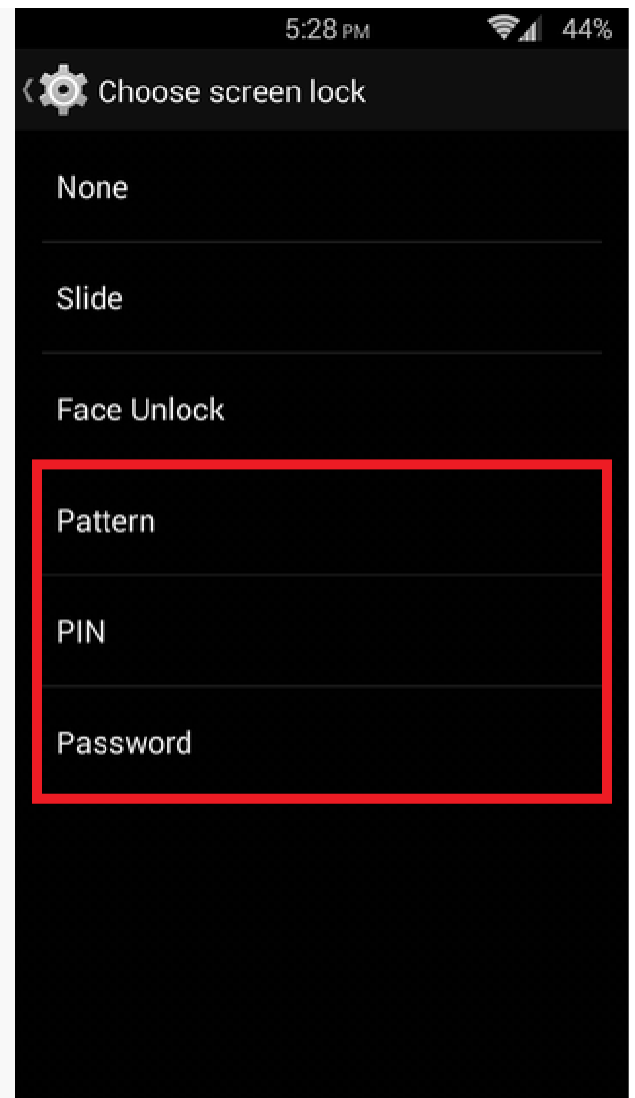 5:28 PM 44%
Choose screen lock
None
Slide
Face Unlock
Pattern
PIN
Password